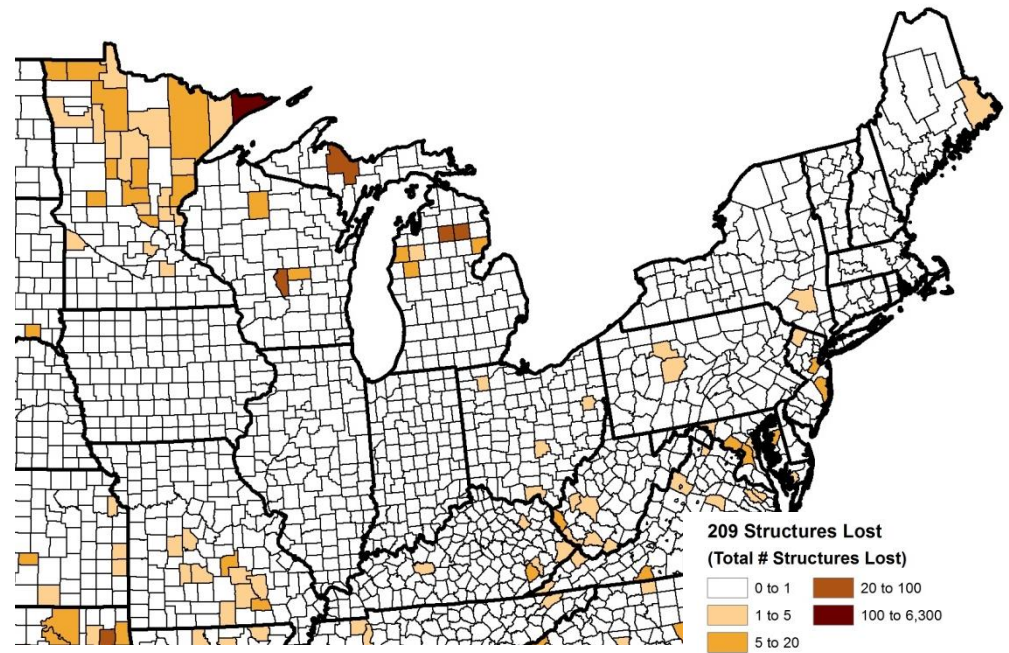 209 Structures Lost
(Total # Structures Lost)
0 to 1
20 to 100
1 to 5
100 to 6,300
5 to 20